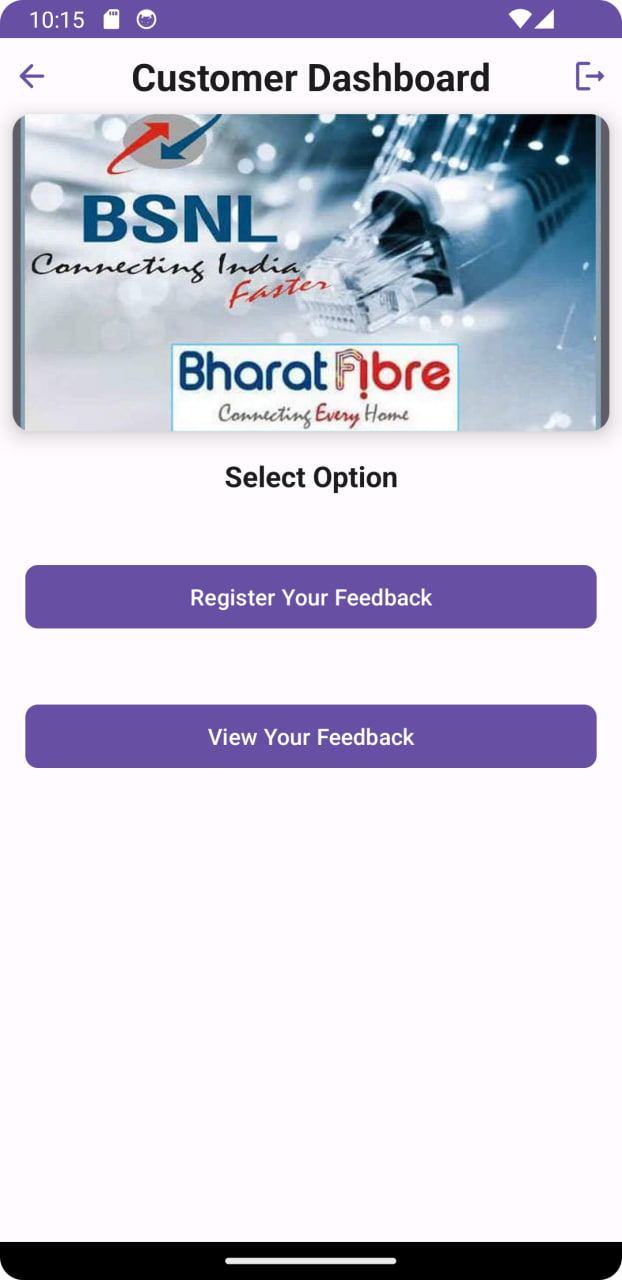 10:15
Customer Dashboard
BSNL
Connecting India
Faster
Bharat Fibre
Connecting Every Home
Select Option
Register Your Feedback
View Your Feedback